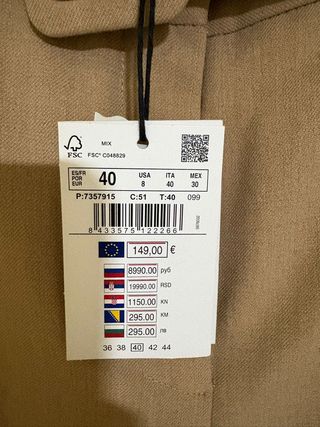 FSC
MIX
FSC® C048829
ES/FR
POR
EUR
40
USA
8
ITA
40
MEX
30
P:7357915 C:51 T:40 099
8 433575 122266
149,00 €
8990.00 руб
19990.00 RSD
1150.00 KN
295.00 KM
295.00 лв
36 38 40 42 44